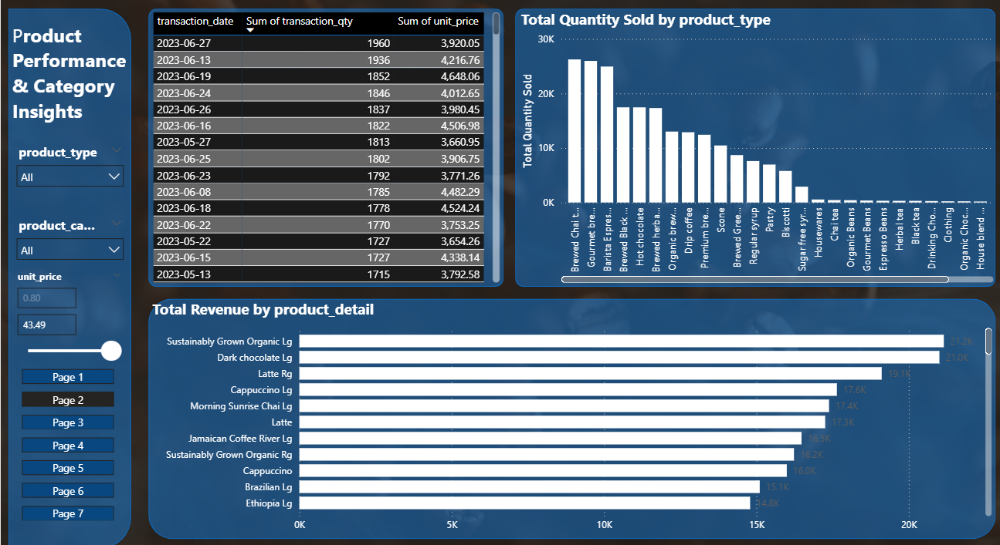 Product
Performance
& Category
Insights
product_type
All
product_ca...
All
unit_price
0.80
43.49
Page 1
Page 2
Page 3
Page 4
Page 5
Page 6
Page 7
transaction_date Sum of transaction_qty Sum of unit_price
2023-06-27 1960 3,920.05
2023-06-13 1936 4,216.76
2023-06-19 1852 4,648.06
2023-06-24 1846 4,012.65
2023-06-26 1837 3,980.45
2023-06-16 1822 4,506.98
2023-05-27 1813 3,660.95
2023-06-25 1802 3,906.75
2023-06-23 1792 3,771.26
2023-06-08 1785 4,482.29
2023-06-18 1778 4,524.24
2023-06-22 1770 3,753.25
2023-05-22 1727 3,654.26
2023-06-15 1727 4,338.14
2023-05-13 1715 3,792.58
Total Quantity Sold by product_type
Total Quantity Sold
30K
20K
10K
0K
Brewed Chai t...
Gourmet bre...
Barista Espres...
Brewed Black ...
Hot chocolate
Brewed herba...
Organic brew...
Drip coffee
Premium bre...
Scone
Brewed Gree...
Regular syrup
Pastry
Biscotti
Sugar free syr...
Housewares
Chai tea
Organic Beans
Gourmet Beans
Espresso Beans
Herbal tea
Black tea
Drinking Cho...
Clothing
Organic Choc...
House blend ...
Total Revenue by product_detail
Sustainably Grown Organic Lg 21.2K
Dark chocolate Lg 21.0K
Latte Rg 19.1K
Cappuccino Lg 17.6K
Morning Sunrise Chai Lg 17.4K
Latte 17.3K
Jamaican Coffee River Lg 16.5K
Sustainably Grown Organic Rg 16.2K
Cappuccino 16.0K
Brazilian Lg 15.1K
Ethiopia Lg 14.8K
0K 5K 10K 15K 20K